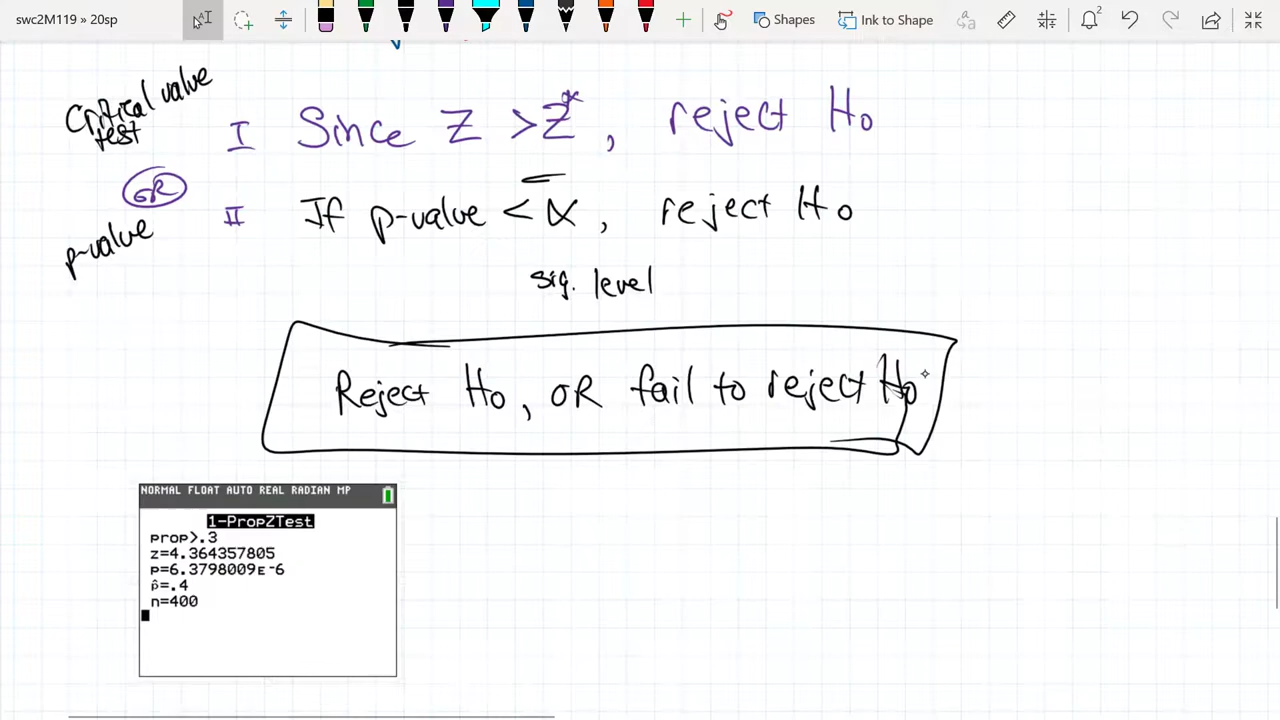 swc2M119 » 20sp
Shapes
Ink to Shape
Critical value
test
I Since Z > Z*, reject Ho
OR
II If p-value < α, reject Ho
p-value
sig. level
Reject Ho, OR fail to reject Ho
NORMAL FLOAT AUTO REAL RADIAN MP
1-PropZTest
prop>.3
z=4.364357805
p=6.3798009E-6
p̂=.4
n=400